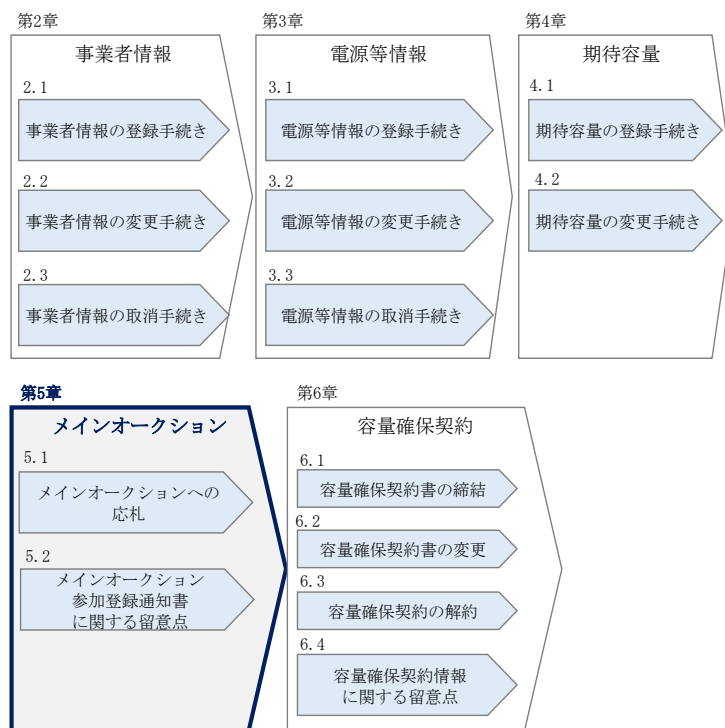 第2章
事業者情報
2.1
事業者情報の登録手続き
2.2
事業者情報の変更手続き
2.3
事業者情報の取消手続き
第3章
電源等情報
3.1
電源等情報の登録手続き
3.2
電源等情報の変更手続き
3.3
電源等情報の取消手続き
第4章
期待容量
4.1
期待容量の登録手続き
4.2
期待容量の変更手続き
第5章
メインオークション
5.1
メインオークションへの
応札
5.2
メインオークション
参加登録通知書
に関する留意点
第6章
容量確保契約
6.1
容量確保契約書の締結
6.2
容量確保契約書の変更
6.3
容量確保契約の解約
6.4
容量確保契約情報
に関する留意点